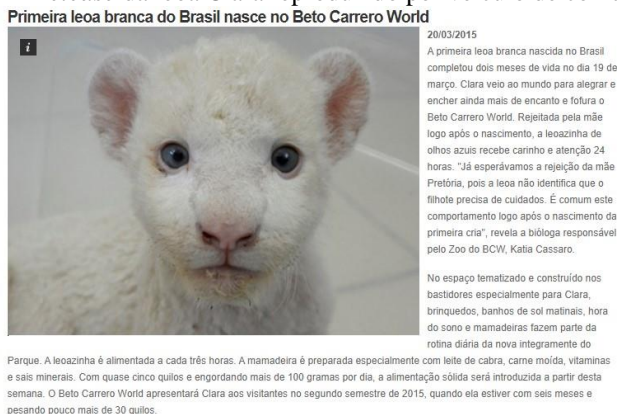 Primeira leoa branca do Brasil nasce no Beto Carrero World
i
20/03/2015
A primeira leoa branca nascida no Brasil
completou dois meses de vida no dia 19 de
março. Clara veio ao mundo para alegrar e
encher ainda mais de encanto e fofura o
Beto Carrero World. Rejeitada pela mãe
logo após o nascimento, a leoazinha de
olhos azuis recebe carinho e atenção 24
horas. "Já esperávamos a rejeição da mãe
Pretória, pois a leoa não identifica que o
filhote precisa de cuidados. É comum este
comportamento logo após o nascimento da
primeira cria", revela a bióloga responsável
pelo Zoo do BCW, Katia Cassaro.
No espaço tematizado e construído nos
bastidores especialmente para Clara,
brinquedos, banhos de sol matinais, hora
do sono e mamadeiras fazem parte da
rotina diária da nova integramente do
Parque. A leoazinha é alimentada a cada três horas. A mamadeira é preparada especialmente com leite de cabra, carne moída, vitaminas
e sais minerais. Com quase cinco quilos e engordando mais de 100 gramas por dia, a alimentação sólida será introduzida a partir desta
semana. O Beto Carrero World apresentará Clara aos visitantes no segundo semestre de 2015, quando ela estiver com seis meses e
pesando pouco mais de 30 quilos.